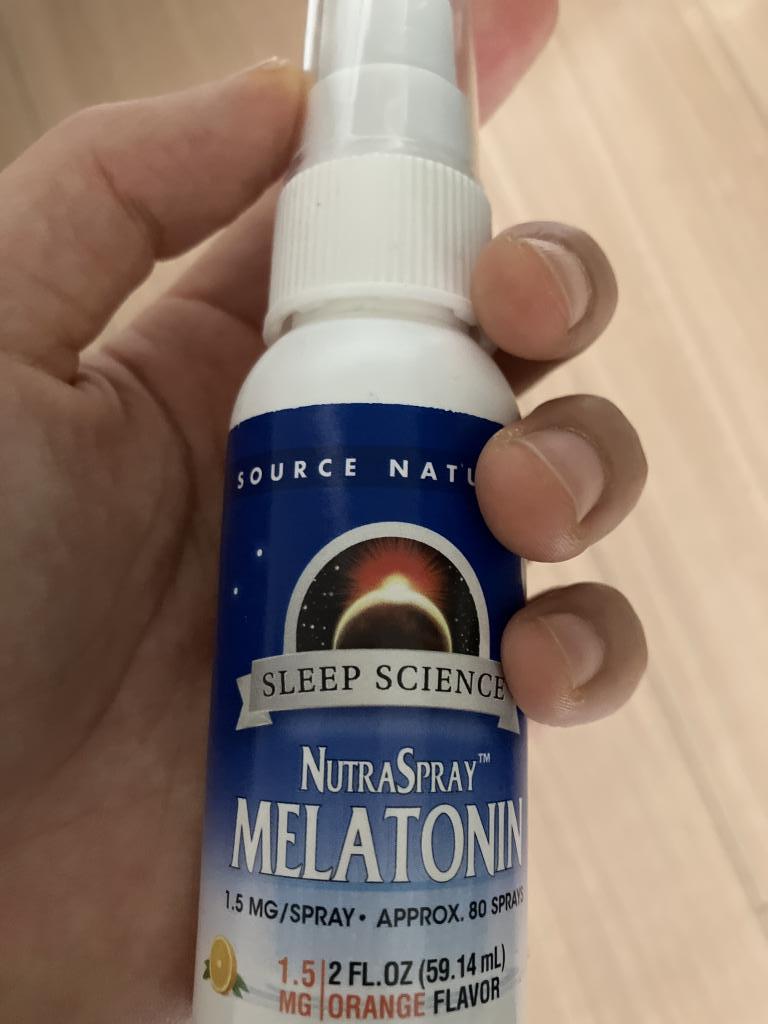 SOURCE
SLEEP SCIENCE
NUTRASPRAY™
MELATONIN
1.5 MG/SPRAY • APPROX. 80 SPRAYS
1.5 MG | 2 FL.OZ (59.14 mL)
ORANGE FLAVOR